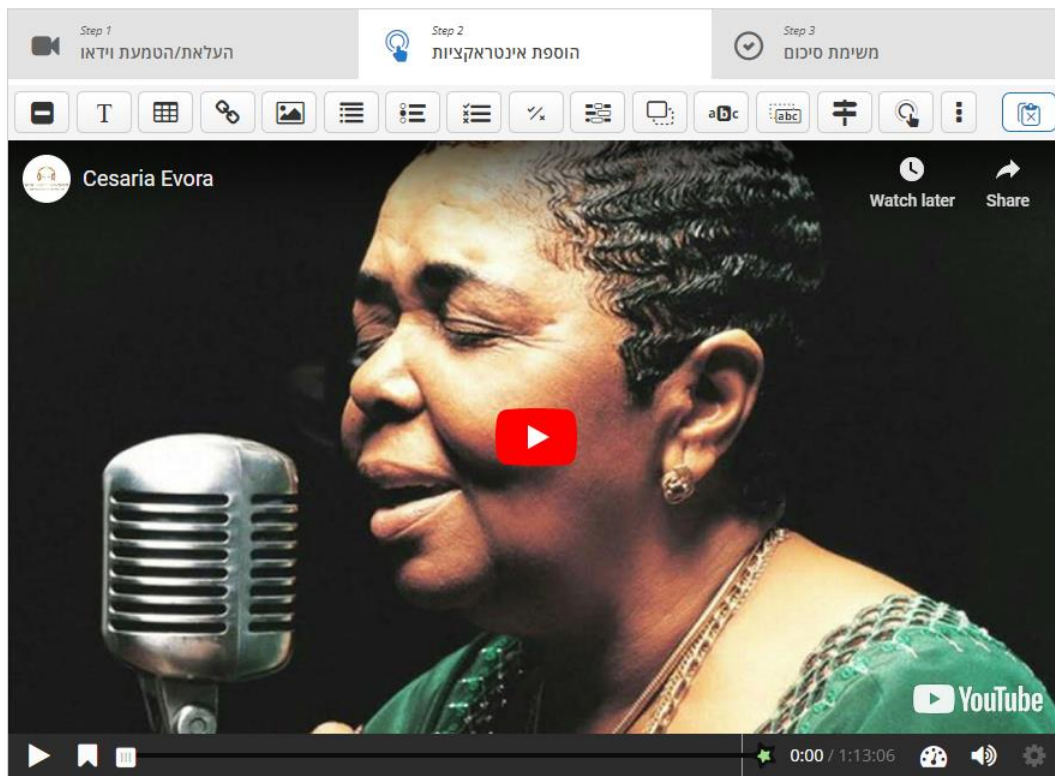 Step 1
העלאת/הטמעת וידאו
Step 2
הוספת אינטראקציות
Step 3
משימת סיכום
T
abc
abc
Cesaria Evora
Watch later
Share
YouTube
0:00 / 1:13:06